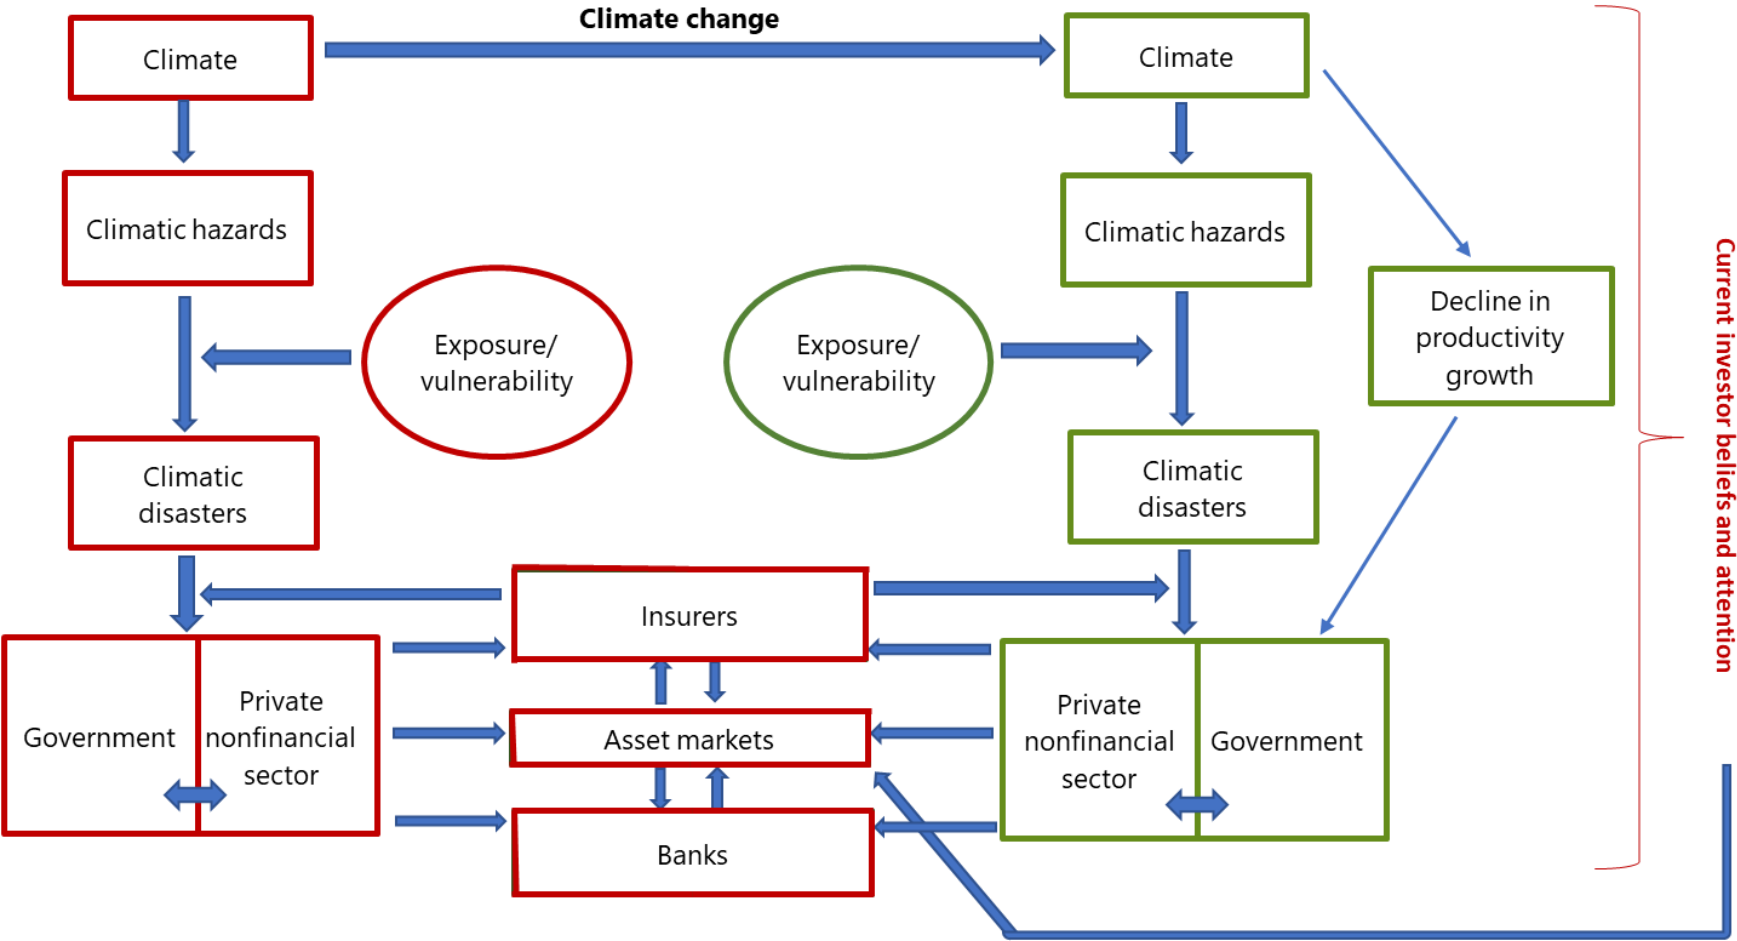 Climate change
Climate
Climate
Climatic hazards
Climatic hazards
Decline in
productivity
growth
Exposure/
vulnerability
Exposure/
vulnerability
Climatic
disasters
Climatic
disasters
Insurers
Government
Private
nonfinancial
sector
Asset markets
Private
nonfinancial
sector
Government
Banks
Current investor beliefs and attention